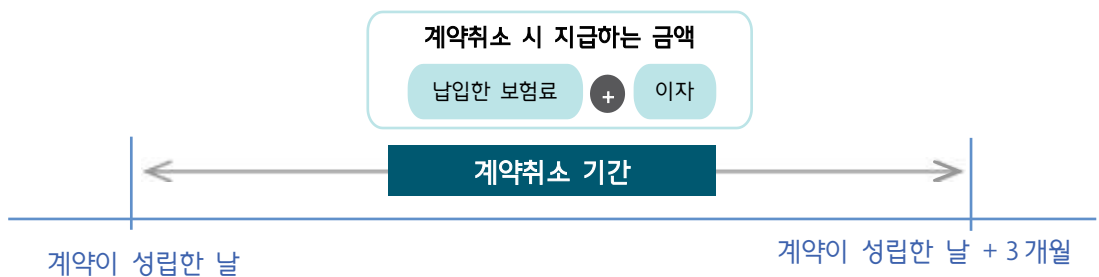 계약취소 시 지급하는 금액
납입한 보험료 + 이자
계약취소 기간
계약이 성립한 날
계약이 성립한 날 + 3개월